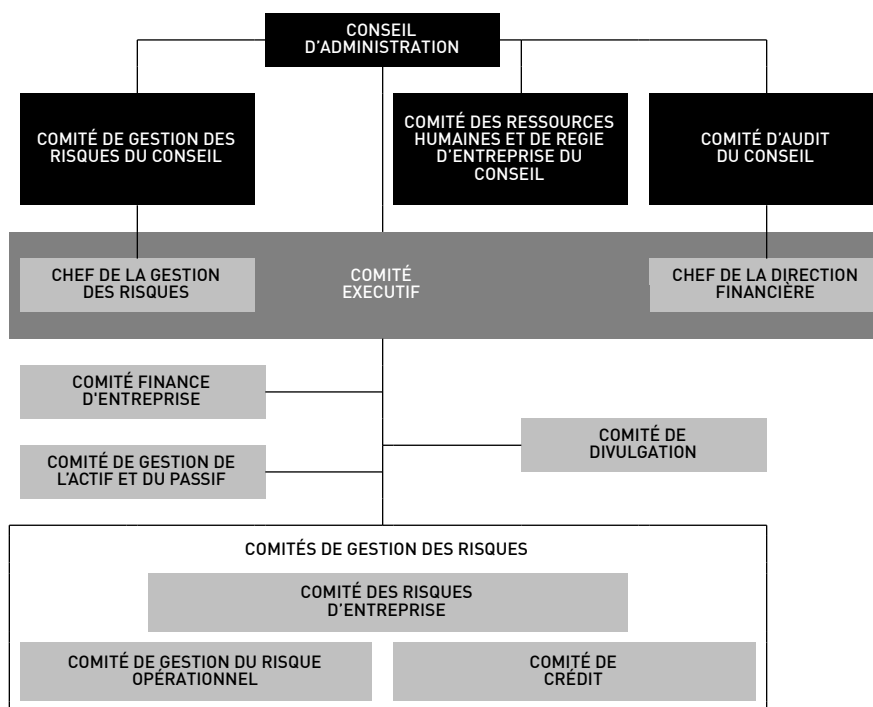 CONSEIL
D'ADMINISTRATION
COMITÉ DE GESTION DES
RISQUES DU CONSEIL
COMITÉ DES RESSOURCES
HUMAINES ET DE REGIE
D'ENTREPRISE DU
CONSEIL
COMITÉ D'AUDIT
DU CONSEIL
CHEF DE LA GESTION
DES RISQUES
COMITÉ
EXECUTIF
CHEF DE LA DIRECTION
FINANCIÈRE
COMITÉ FINANCE
D'ENTREPRISE
COMITÉ DE
DIVULGATION
COMITÉ DE GESTION DE
L'ACTIF ET DU PASSIF
COMITÉS DE GESTION DES RISQUES
COMITÉ DES RISQUES
D'ENTREPRISE
COMITÉ DE GESTION DU RISQUE
OPÉRATIONNEL
COMITÉ DE
CRÉDIT